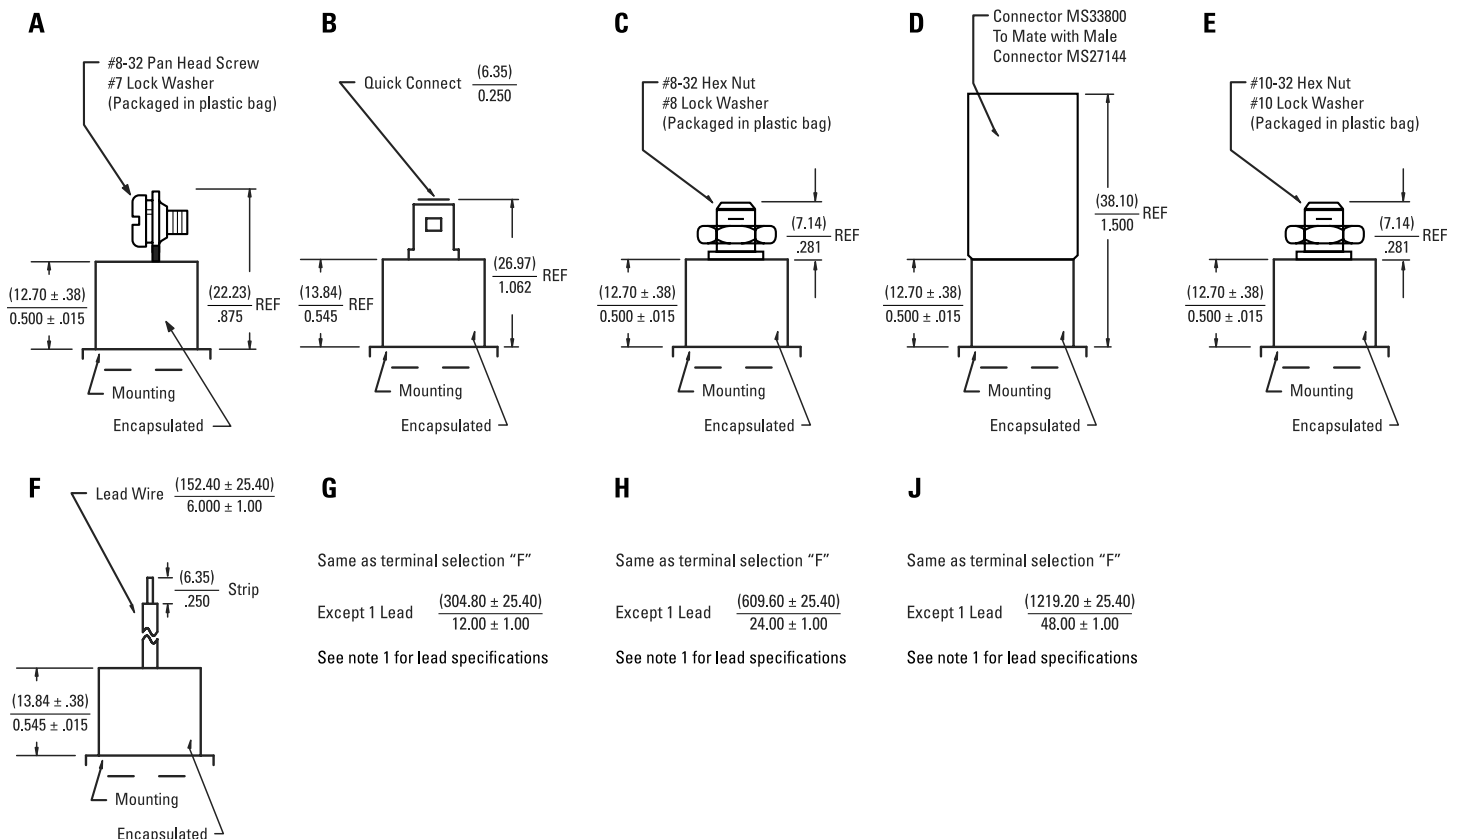 A
#8-32 Pan Head Screw
#7 Lock Washer
(Packaged in plastic bag)
(12.70 ± .38)
0.500 ± .015
(22.23)
.875
REF
Mounting
Encapsulated
B
Quick Connect
(6.35)
0.250
(13.84)
0.545
REF
(26.97)
1.062
REF
Mounting
Encapsulated
C
#8-32 Hex Nut
#8 Lock Washer
(Packaged in plastic bag)
(7.14)
.281
REF
(12.70 ± .38)
0.500 ± .015
Mounting
Encapsulated
D
Connector MS33800
To Mate with Male
Connector MS27144
(38.10)
1.500
REF
(12.70 ± .38)
0.500 ± .015
Mounting
Encapsulated
E
#10-32 Hex Nut
#10 Lock Washer
(Packaged in plastic bag)
(7.14)
.281
REF
(12.70 ± .38)
0.500 ± .015
Mounting
Encapsulated
F
Lead Wire
(152.40 ± 25.40)
6.000 ± 1.00
(6.35)
.250
Strip
(13.84 ± .38)
0.545 ± .015
Mounting
Encapsulated
G
Same as terminal selection “F”
Except 1 Lead
(304.80 ± 25.40)
12.00 ± 1.00
See note 1 for lead specifications
H
Same as terminal selection “F”
Except 1 Lead
(609.60 ± 25.40)
24.00 ± 1.00
See note 1 for lead specifications
J
Same as terminal selection “F”
Except 1 Lead
(1219.20 ± 25.40)
48.00 ± 1.00
See note 1 for lead specifications